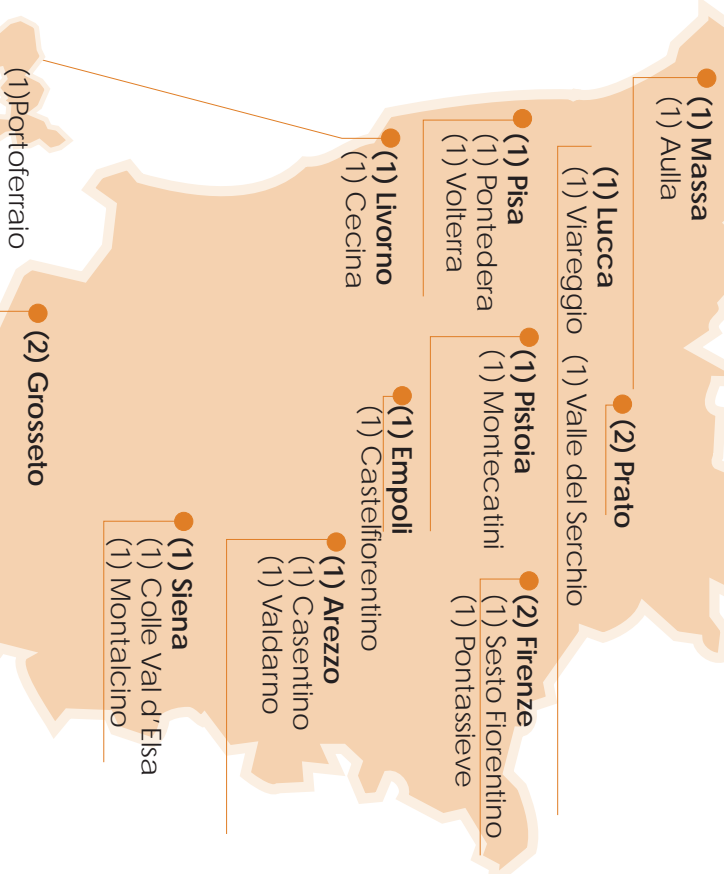 (1) Massa
(1) Aulla
(1) Lucca
(1) Viareggio (1) Valle del Serchio
(2) Prato
(1) Pisa
(1) Pontedera
(1) Volterra
(1) Pistoia
(1) Montecatini
(2) Firenze
(1) Sesto Fiorentino
(1) Pontassieve
(1) Livorno
(1) Cecina
(1) Empoli
(1) Castelfiorentino
(1) Arezzo
(1) Casentino
(1) Valdarno
(1) Siena
(1) Colle Val d'Elsa
(1) Montalcino
(2) Grosseto
(1)Portoferraio